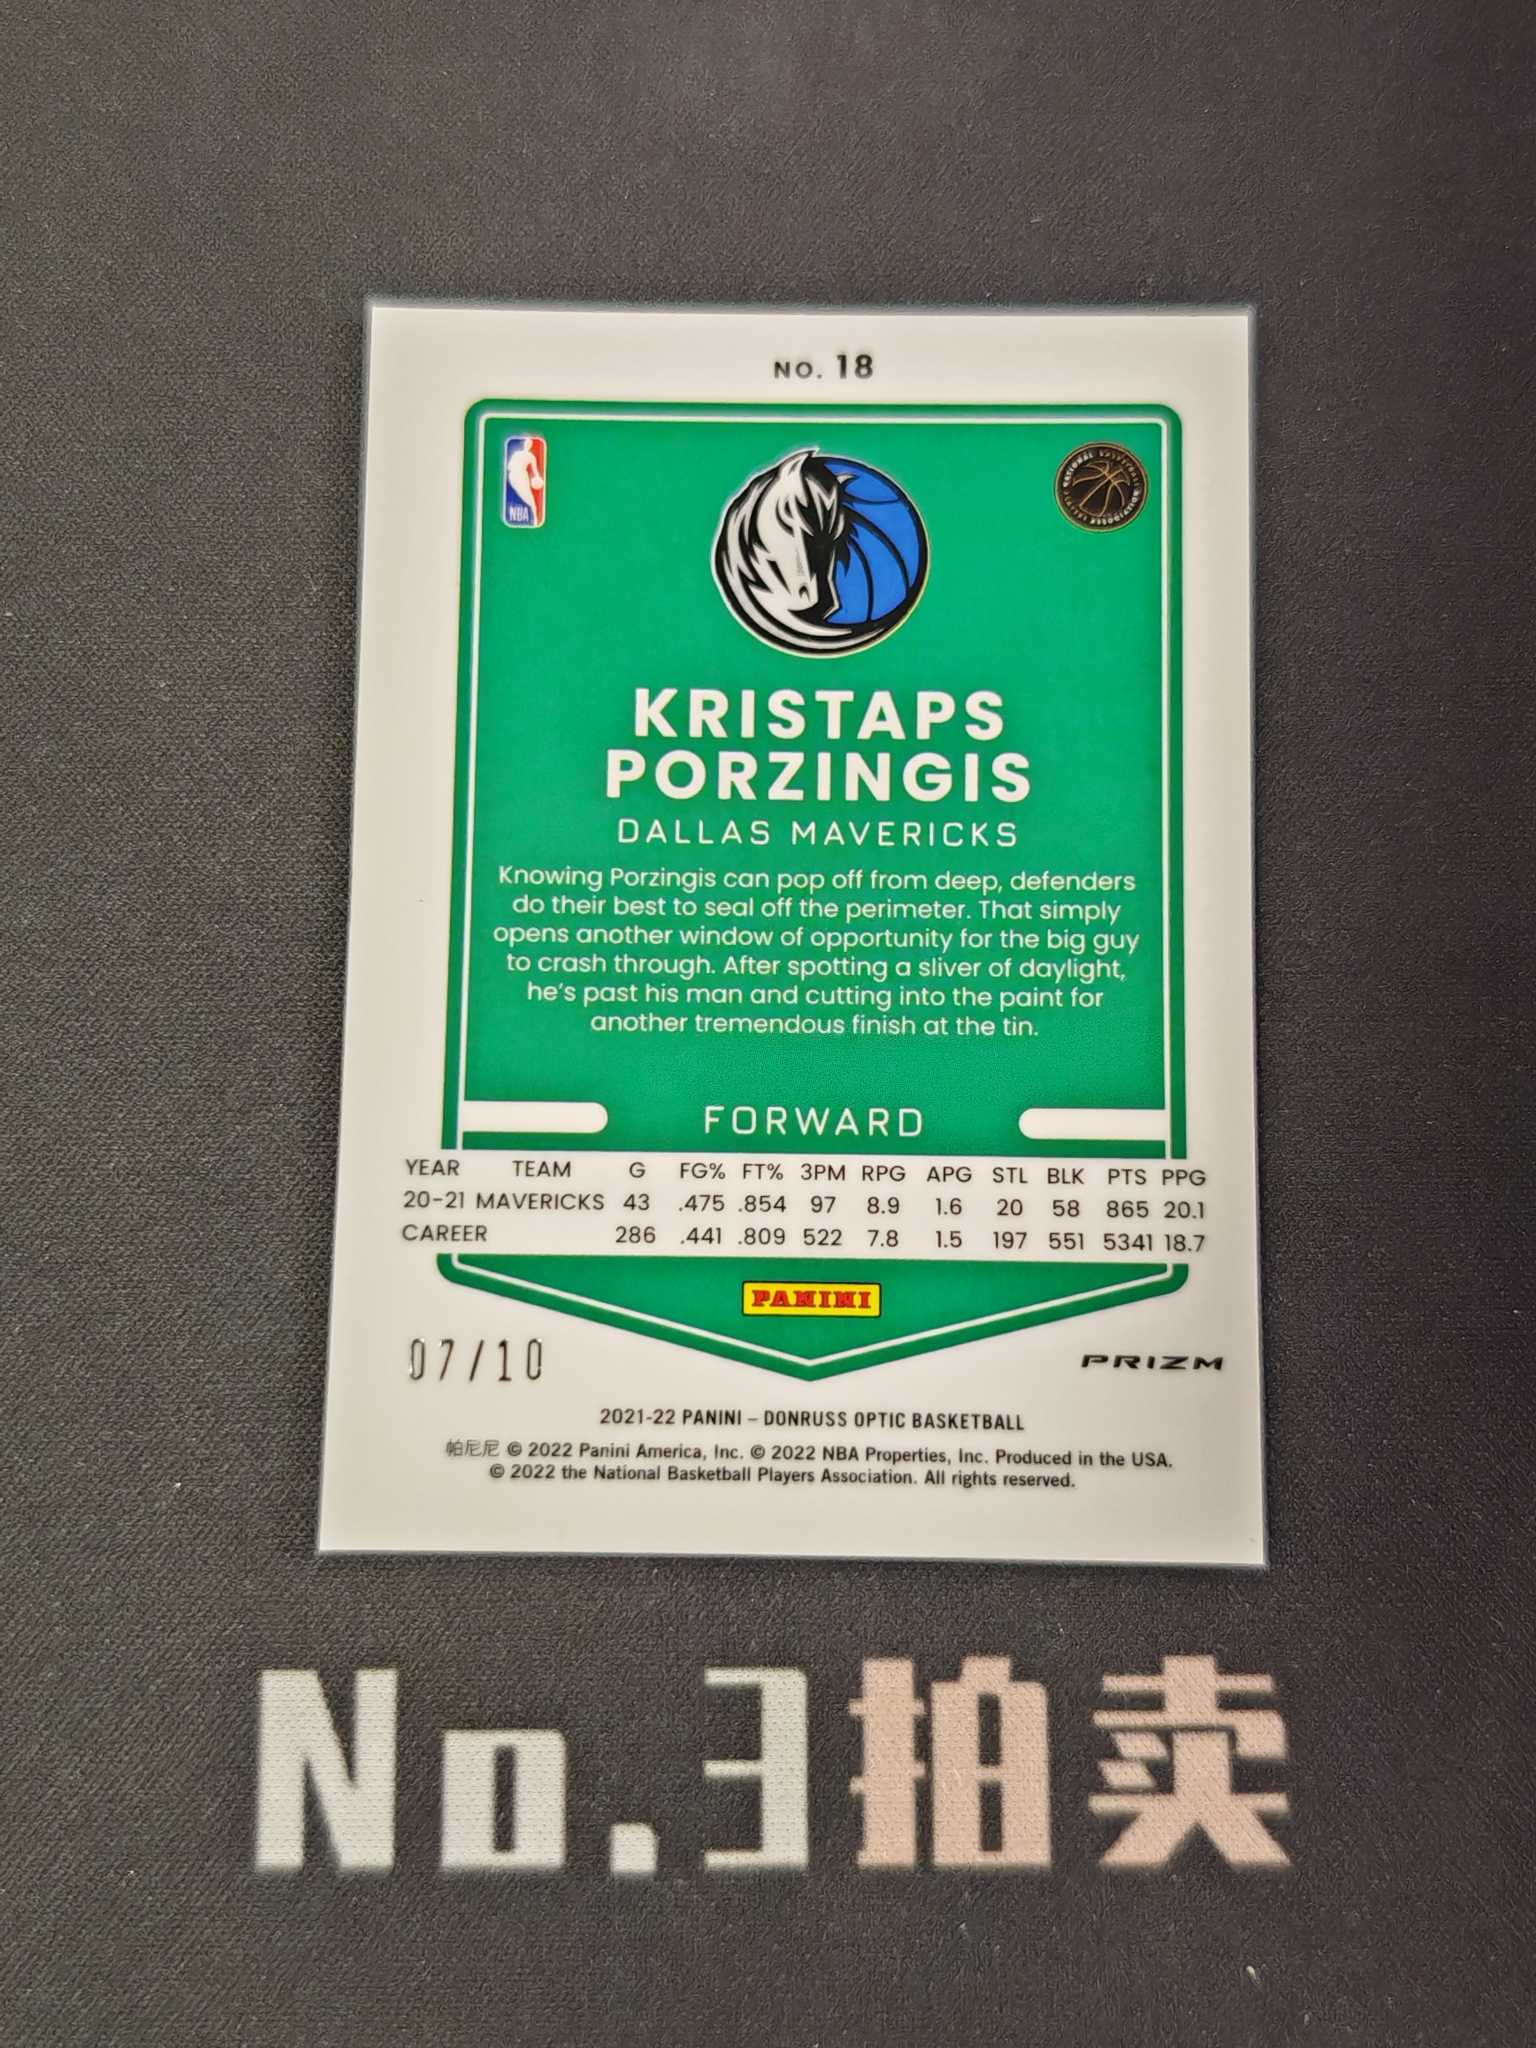 NO. 18
NBA
KRISTAPS
PORZINGIS
DALLAS MAVERICKS
Knowing Porzingis can pop off from deep, defenders
do their best to seal off the perimeter. That simply
opens another window of opportunity for the big guy
to crash through. After spotting a sliver of daylight,
he's past his man and cutting into the paint for
another tremendous finish at the tin.
FORWARD
YEAR TEAM G FG% FT% 3PM RPG APG STL BLK PTS PPG
20-21 MAVERICKS 43 .475 .854 97 8.9 1.6 20 58 865 20.1
CAREER 286 .441 .809 522 7.8 1.5 197 551 5341 18.7
PANINI
07/10
PRIZM
2021-22 PANINI – DONRUSS OPTIC BASKETBALL
帕尼尼 © 2022 Panini America, Inc. © 2022 NBA Properties, Inc. Produced in the USA.
© 2022 the National Basketball Players Association. All rights reserved.
No.3拍卖